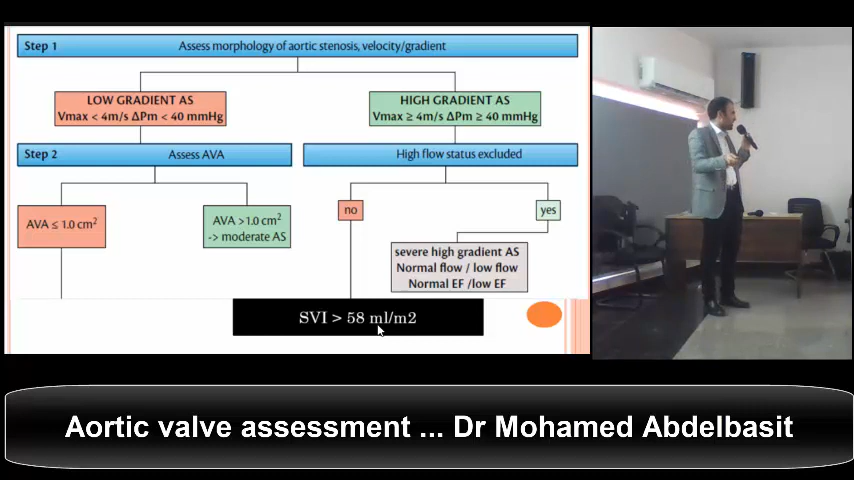 Step 1
Assess morphology of aortic stenosis, velocity/gradient
LOW GRADIENT AS
Vmax < 4m/s ΔPm < 40 mmHg
HIGH GRADIENT AS
Vmax ≥ 4m/s ΔPm ≥ 40 mmHg
Step 2
Assess AVA
High flow status excluded
AVA ≤ 1.0 cm²
AVA >1.0 cm²
-> moderate AS
no
yes
severe high gradient AS
Normal flow / low flow
Normal EF /low EF
SVI > 58 ml/m2
Aortic valve assessment ... Dr Mohamed Abdelbasit